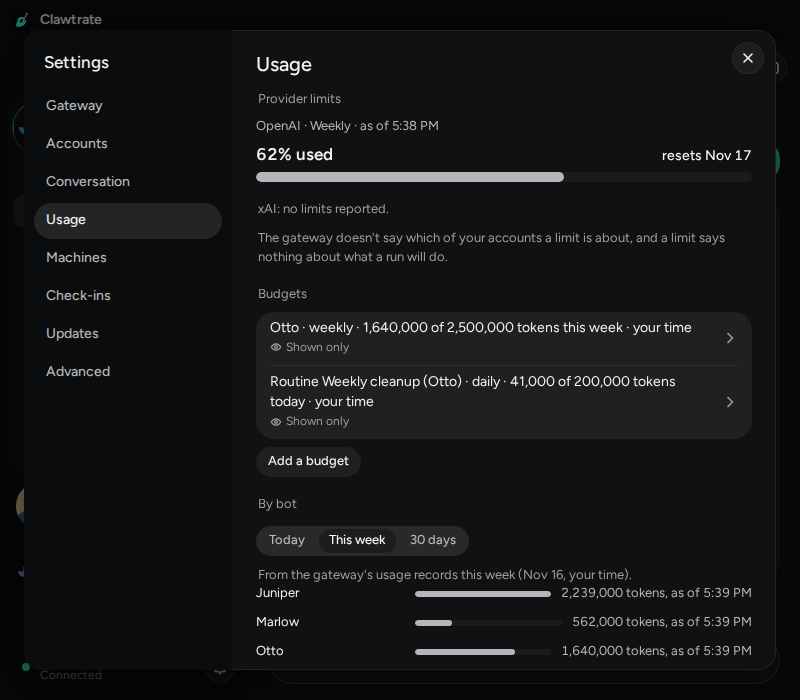 Clawtrate
Settings
Gateway
Accounts
Conversation
Usage
Machines
Check-ins
Updates
Advanced
Connected
Usage
Provider limits
OpenAI · Weekly · as of 5:38 PM
62% used
resets Nov 17
xAI: no limits reported.
The gateway doesn't say which of your accounts a limit is about, and a limit says
nothing about what a run will do.
Budgets
Otto · weekly · 1,640,000 of 2,500,000 tokens this week · your time
Shown only
Routine Weekly cleanup (Otto) · daily · 41,000 of 200,000 tokens
today · your time
Shown only
Add a budget
By bot
Today This week 30 days
From the gateway's usage records this week (Nov 16, your time).
Juniper 2,239,000 tokens, as of 5:39 PM
Marlow 562,000 tokens, as of 5:39 PM
Otto 1,640,000 tokens, as of 5:39 PM